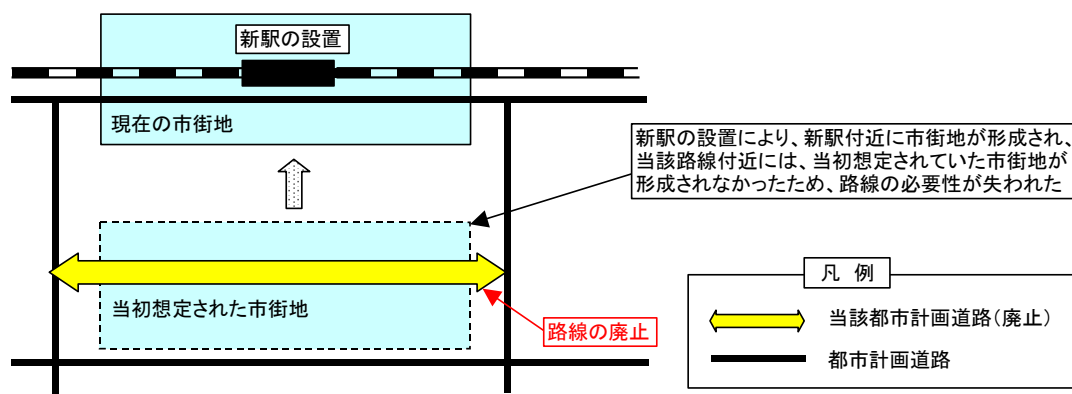 新駅の設置
現在の市街地
新駅の設置により、新駅付近に市街地が形成され、
当該路線付近には、当初想定されていた市街地が
形成されなかったため、路線の必要性が失われた
当初想定された市街地
路線の廃止
凡 例
当該都市計画道路(廃止)
都市計画道路